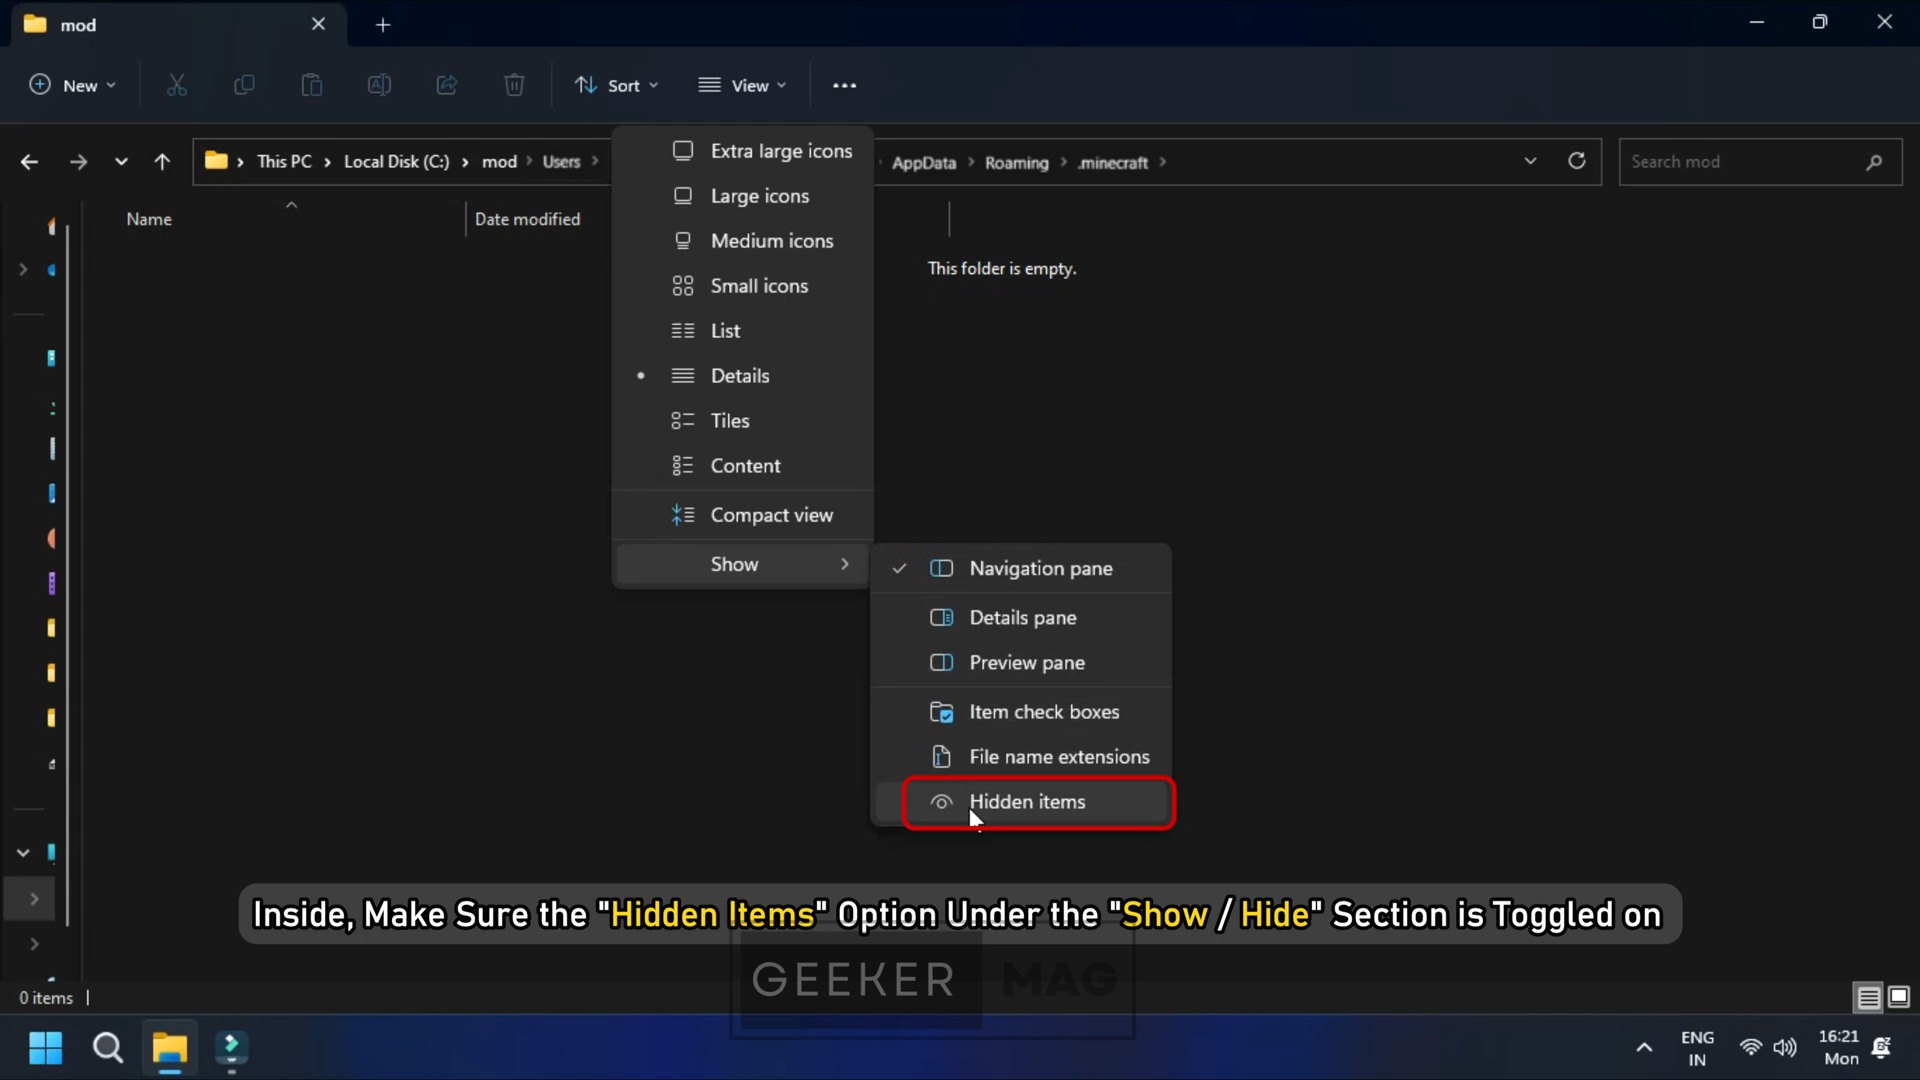 mod
New
Sort
View
This PC > Local Disk (C:) > mod > Users > AppData > Roaming > .minecraft >
Search mod
Name
Date modified
This folder is empty.
Extra large icons
Large icons
Medium icons
Small icons
List
Details
Tiles
Content
Compact view
Show
Navigation pane
Details pane
Preview pane
Item check boxes
File name extensions
Hidden items
Inside, Make Sure the "Hidden Items" Option Under the "Show / Hide" Section is Toggled on
GEEKER MAG
0 items
ENG
IN
16:21
Mon